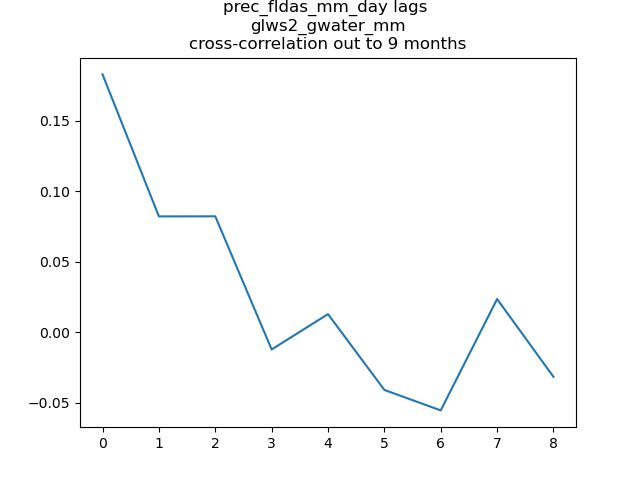 prec_fldas_mm_day lags
glws2_gwater_mm
cross-correlation out to 9 months
0.15
0.10
0.05
0.00
−0.05
0 1 2 3 4 5 6 7 8